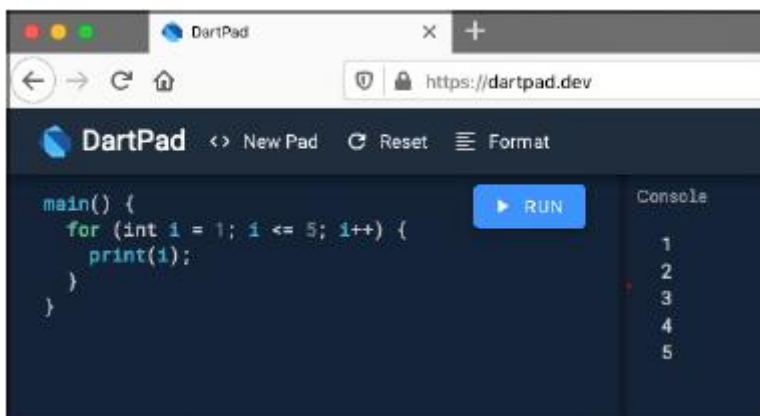 DartPad
https://dartpad.dev
DartPad <> New Pad Reset Format
main() {
for (int i = 1; i <= 5; i++) {
print(i);
}
}
RUN
Console
1
2
3
4
5